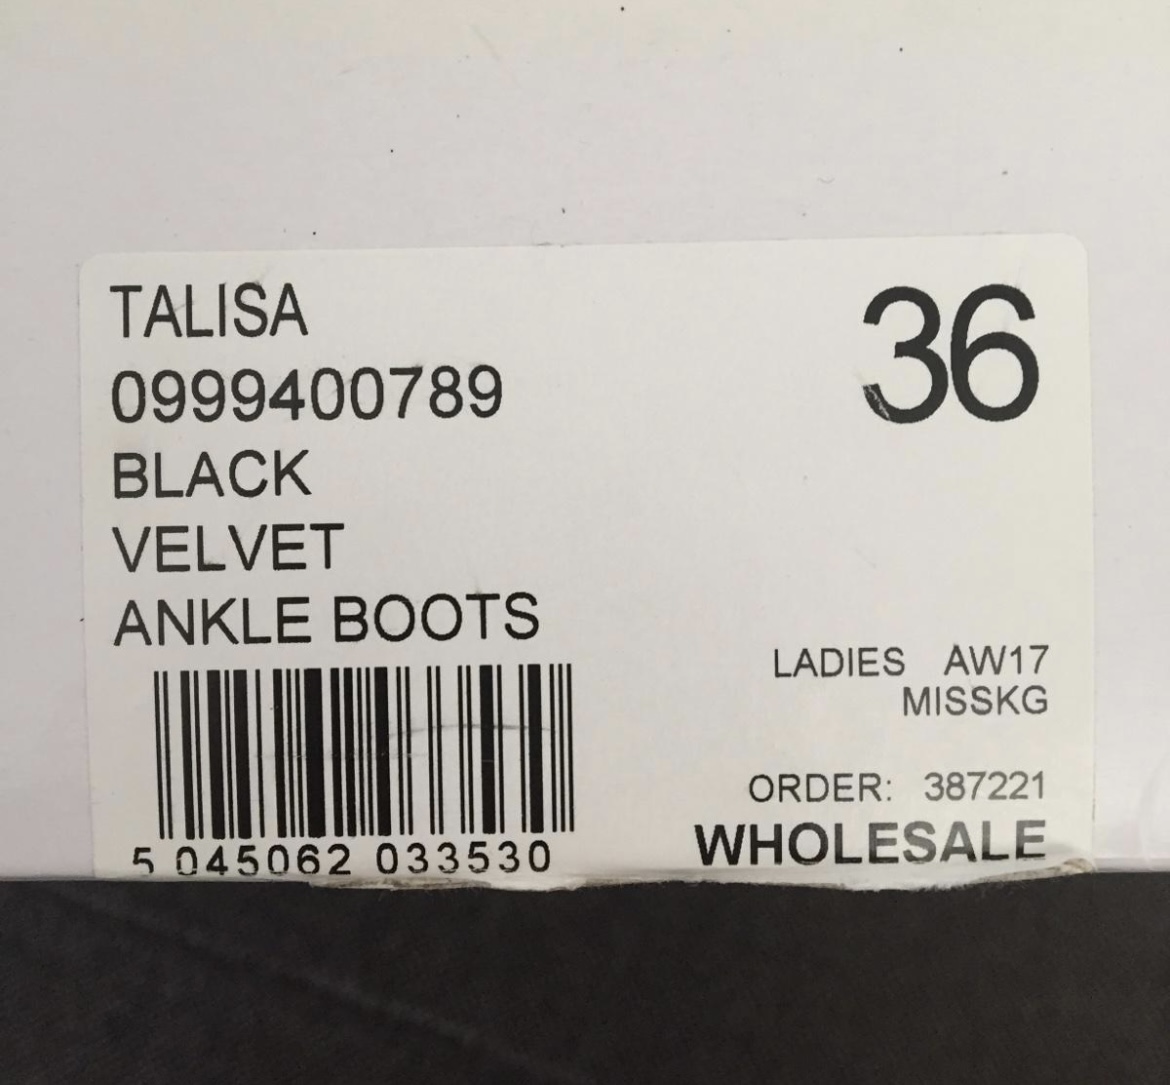 TALISA
36
0999400789
BLACK
VELVET
ANKLE BOOTS
LADIES AW17
MISSKG
ORDER: 387221
WHOLESALE
5 045062 033530